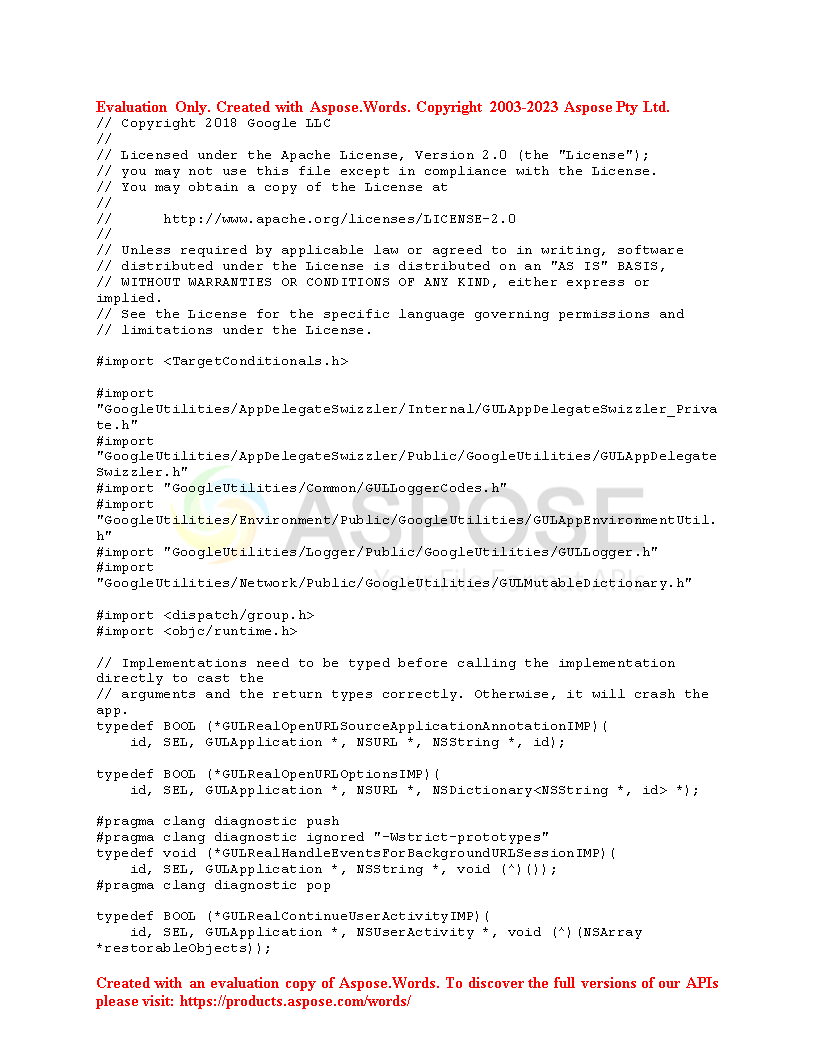 Evaluation Only. Created with Aspose.Words. Copyright 2003-2023 Aspose Pty Ltd.
// Copyright 2018 Google LLC
//
// Licensed under the Apache License, Version 2.0 (the "License");
// you may not use this file except in compliance with the License.
// You may obtain a copy of the License at
//
//      http://www.apache.org/licenses/LICENSE-2.0
//
// Unless required by applicable law or agreed to in writing, software
// distributed under the License is distributed on an "AS IS" BASIS,
// WITHOUT WARRANTIES OR CONDITIONS OF ANY KIND, either express or
implied.
// See the License for the specific language governing permissions and
// limitations under the License.

#import <TargetConditionals.h>

#import
"GoogleUtilities/AppDelegateSwizzler/Internal/GULAppDelegateSwizzler_Priva
te.h"
#import
"GoogleUtilities/AppDelegateSwizzler/Public/GoogleUtilities/GULAppDelegate
Swizzler.h"
#import "GoogleUtilities/Common/GULLoggerCodes.h"
#import
"GoogleUtilities/Environment/Public/GoogleUtilities/GULAppEnvironmentUtil.
h"
#import "GoogleUtilities/Logger/Public/GoogleUtilities/GULLogger.h"
#import
"GoogleUtilities/Network/Public/GoogleUtilities/GULMutableDictionary.h"
ASPOSE
Your File Format APIs

#import <dispatch/group.h>
#import <objc/runtime.h>

// Implementations need to be typed before calling the implementation
directly to cast the
// arguments and the return types correctly. Otherwise, it will crash the
app.
typedef BOOL (*GULRealOpenURLSourceApplicationAnnotationIMP)(
    id, SEL, GULApplication *, NSURL *, NSString *, id);

typedef BOOL (*GULRealOpenURLOptionsIMP)(
    id, SEL, GULApplication *, NSURL *, NSDictionary<NSString *, id> *);

#pragma clang diagnostic push
#pragma clang diagnostic ignored "-Wstrict-prototypes"
typedef void (*GULRealHandleEventsForBackgroundURLSessionIMP)(
    id, SEL, GULApplication *, NSString *, void (^)());
#pragma clang diagnostic pop

typedef BOOL (*GULRealContinueUserActivityIMP)(
    id, SEL, GULApplication *, NSUserActivity *, void (^)(NSArray
*restorableObjects));

Created with an evaluation copy of Aspose.Words. To discover the full versions of our APIs
please visit: https://products.aspose.com/words/